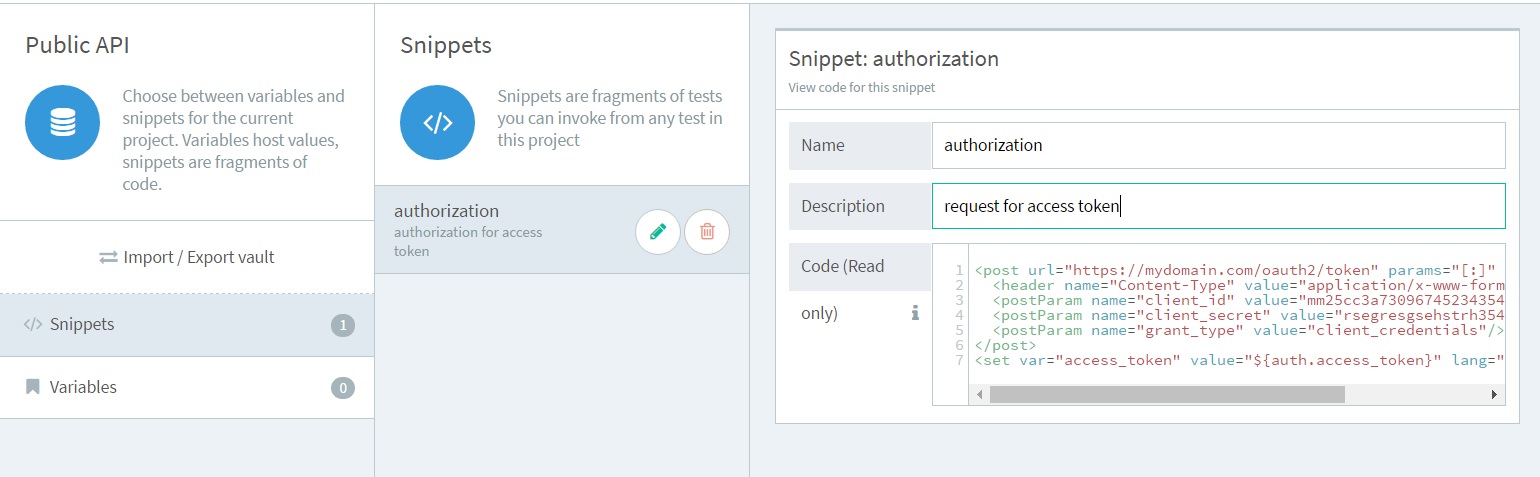 Public API
Choose between variables and
snippets for the current
project. Variables host values,
snippets are fragments of
code.
Import / Export vault
</> Snippets 1
Variables 0
Snippets
</>
Snippets are fragments of tests
you can invoke from any test in
this project
authorization
authorization for access
token
Snippet: authorization
View code for this snippet
Name authorization
Description request for access token
Code (Read
only)
1 <post url="https://mydomain.com/oauth2/token" params="[:]"
2 <header name="Content-Type" value="application/x-www-form
3 <postParam name="client_id" value="mm25cc3a73096745234354
4 <postParam name="client_secret" value="rsegresgsehstrh354
5 <postParam name="grant_type" value="client_credentials"/>
6 </post>
7 <set var="access_token" value="${auth.access_token}" lang="